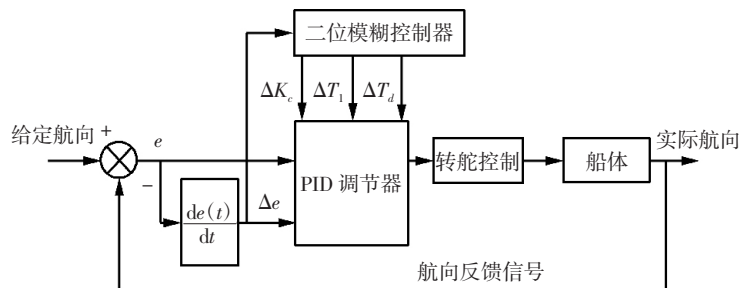 二位模糊控制器
ΔK_c ΔT_1 ΔT_d
给定航向 + e
PID 调节器
转舵控制
船体
实际航向
−
de(t)
dt
Δe
航向反馈信号